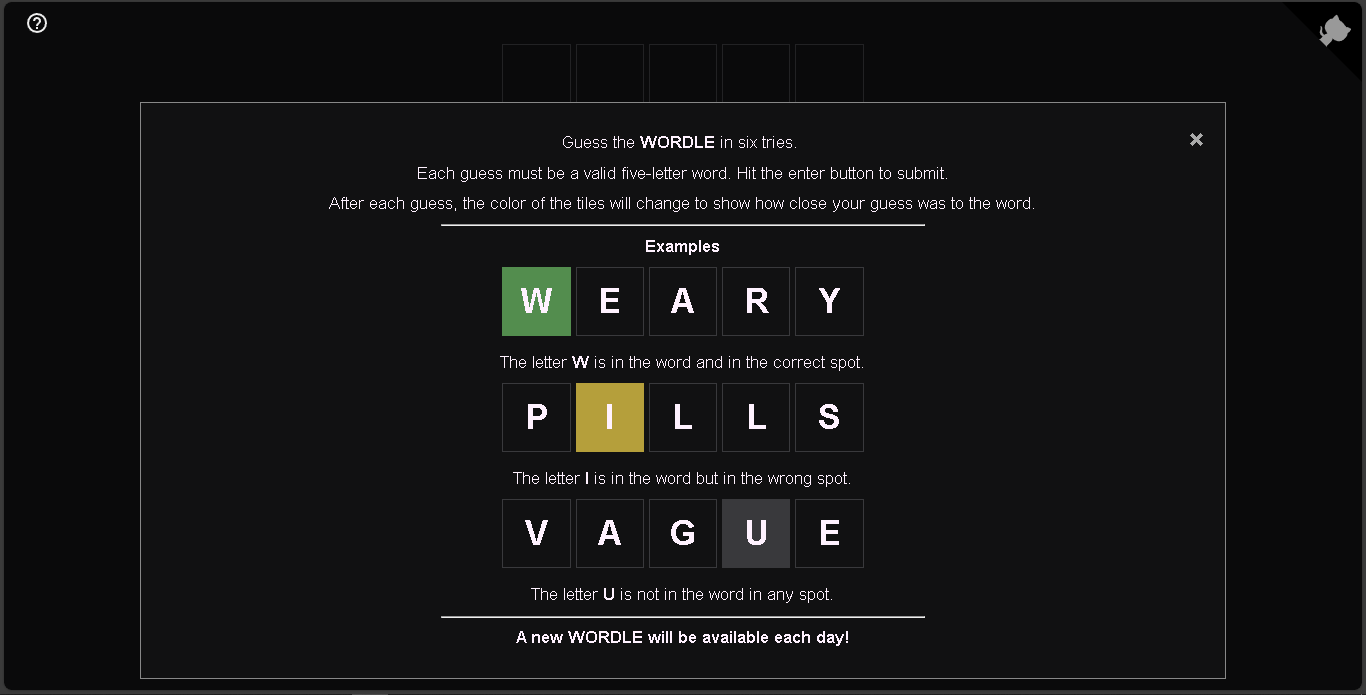 ?
Guess the WORDLE in six tries.
×
Each guess must be a valid five-letter word. Hit the enter button to submit.
After each guess, the color of the tiles will change to show how close your guess was to the word.
Examples
W E A R Y
The letter W is in the word and in the correct spot.
P I L L S
The letter I is in the word but in the wrong spot.
V A G U E
The letter U is not in the word in any spot.
A new WORDLE will be available each day!